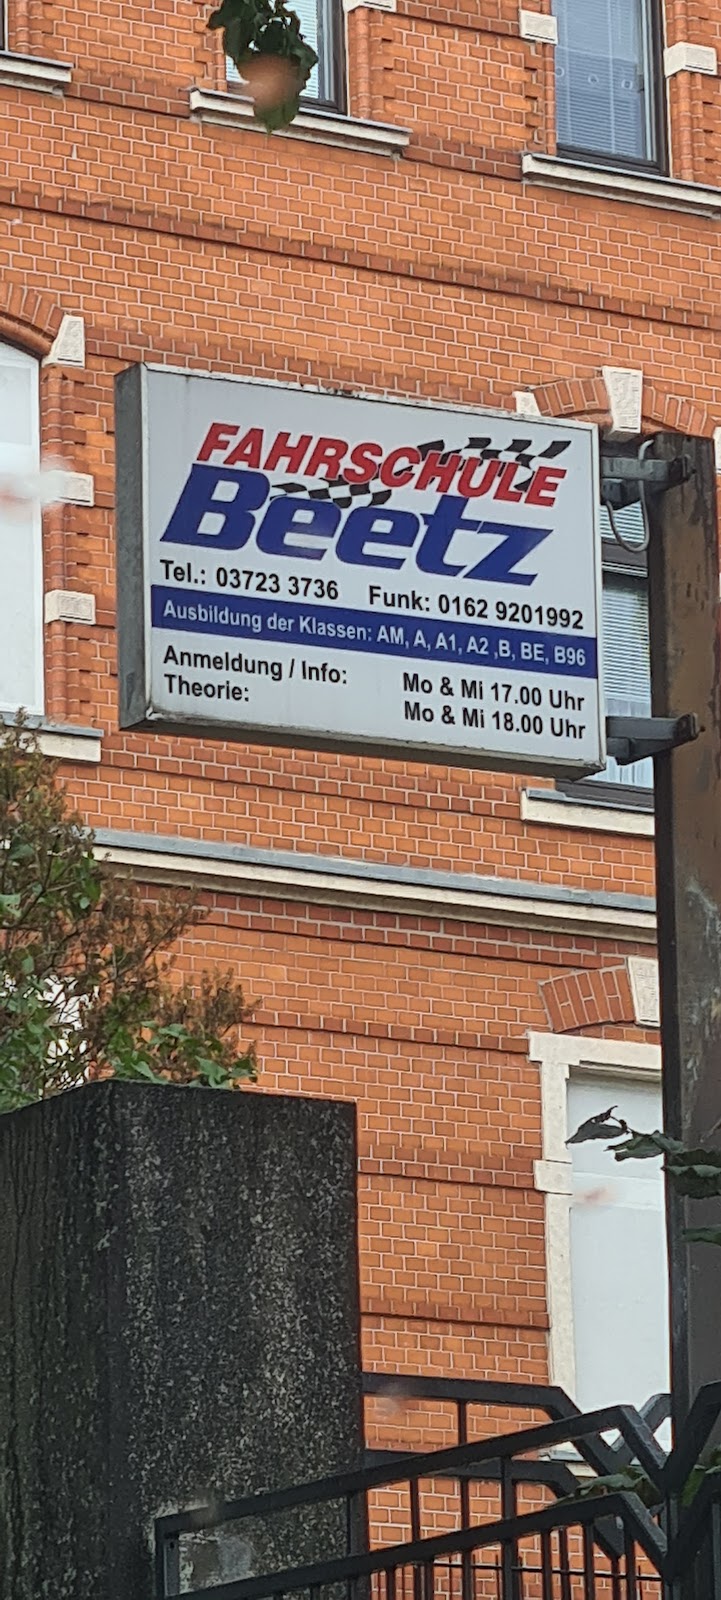 FAHRSCHULE
Beetz
Tel.: 03723 3736 Funk: 0162 9201992
Ausbildung der Klassen: AM, A, A1, A2 ,B, BE, B96
Anmeldung / Info: Mo & Mi 17.00 Uhr
Theorie: Mo & Mi 18.00 Uhr